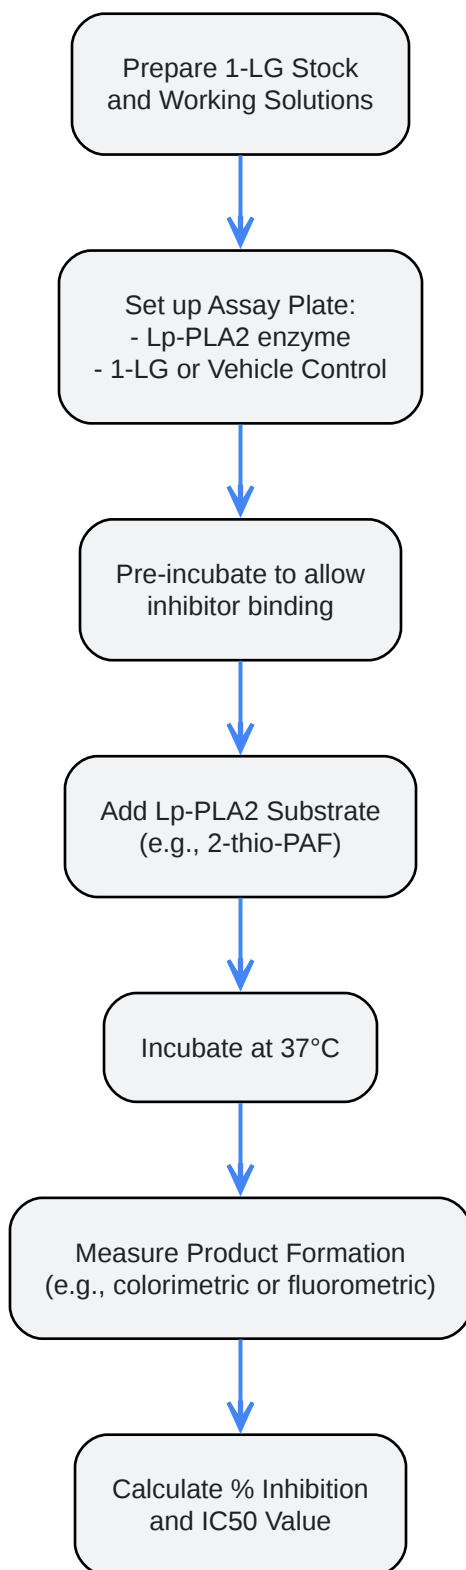 Prepare 1-LG Stock
and Working Solutions
Set up Assay Plate:
- Lp-PLA2 enzyme
- 1-LG or Vehicle Control
Pre-incubate to allow
inhibitor binding
Add Lp-PLA2 Substrate
(e.g., 2-thio-PAF)
Incubate at 37°C
Measure Product Formation
(e.g., colorimetric or fluorometric)
Calculate % Inhibition
and IC50 Value